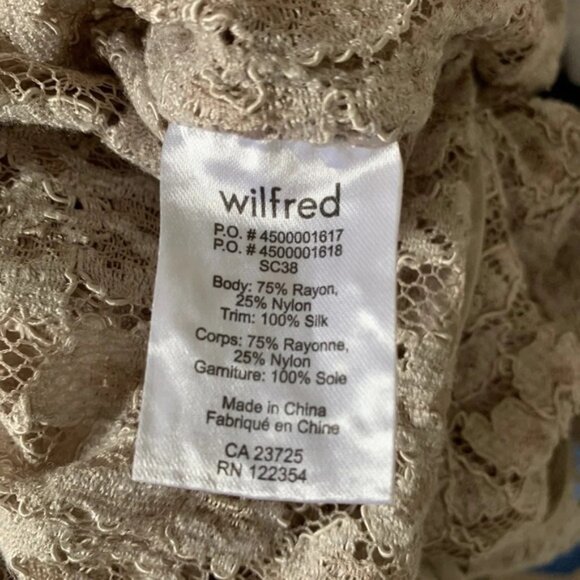 wilfred
P.O. # 4500001617
P.O. # 4500001618
SC38
Body: 75% Rayon,
25% Nylon
Trim: 100% Silk
Corps: 75% Rayonne,
25% Nylon
Garniture: 100% Soie
Made in China
Fabriqué en Chine
CA 23725
RN 122354